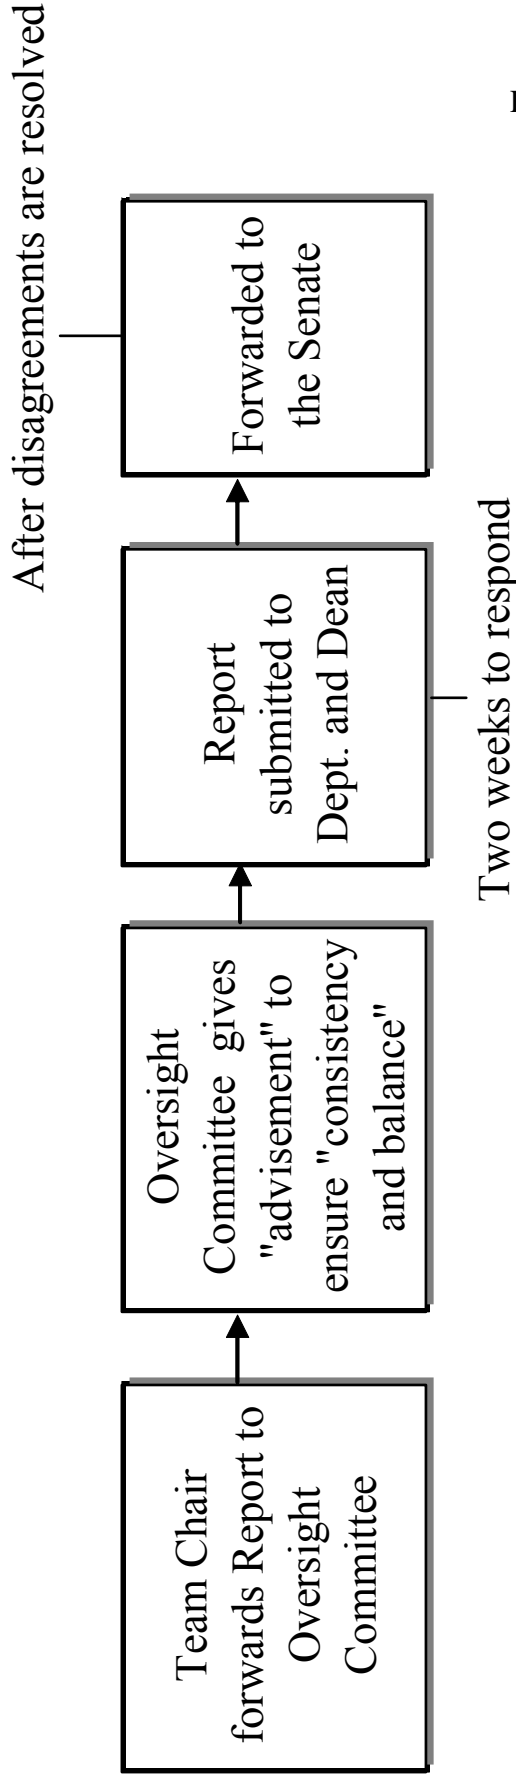 After disagreements are resolved
Team Chair
forwards Report to
Oversight
Committee
Oversight
Committee gives
"advisement" to
ensure "consistency
and balance"
Report
submitted to
Dept. and Dean
Forwarded to
the Senate
Two weeks to respond